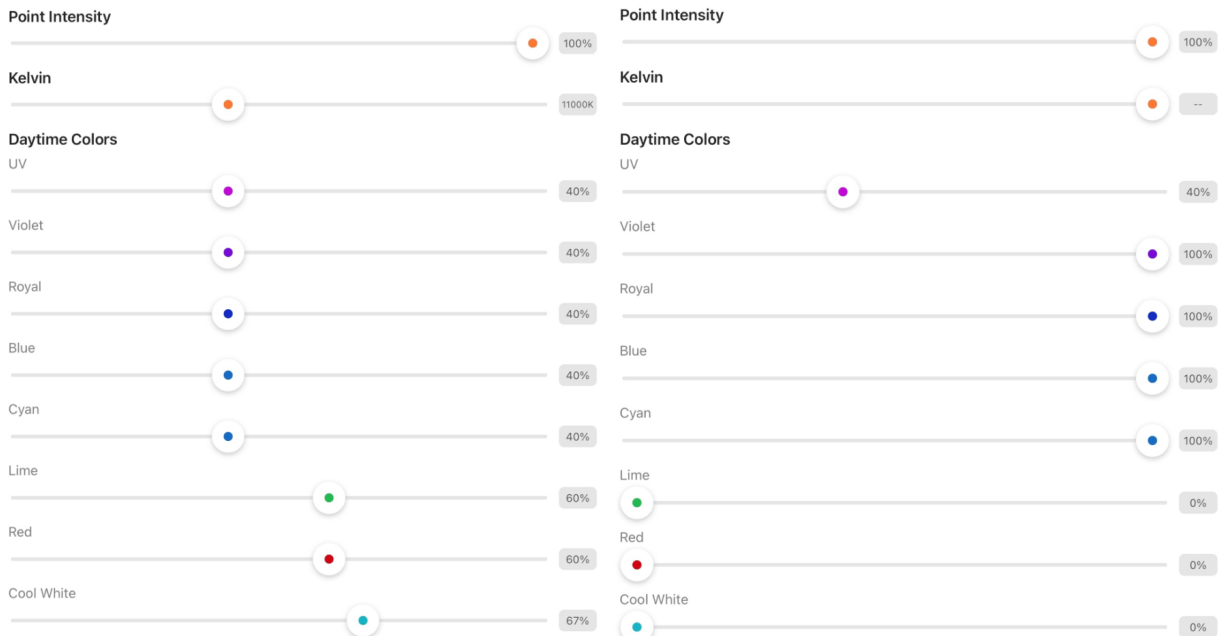 Point Intensity
100%
Kelvin
11000K
Daytime Colors
UV
40%
Violet
40%
Royal
40%
Blue
40%
Cyan
40%
Lime
60%
Red
60%
Cool White
67%
Point Intensity
100%
Kelvin
--
Daytime Colors
UV
40%
Violet
100%
Royal
100%
Blue
100%
Cyan
100%
Lime
0%
Red
0%
Cool White
0%